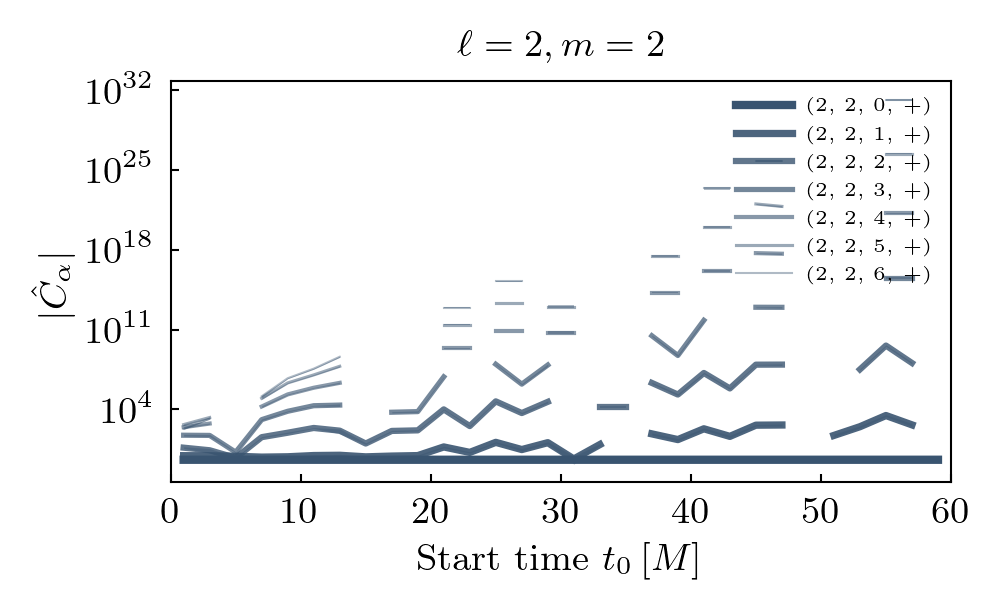 ℓ = 2, m = 2
10^32
10^25
10^18
10^11
10^4
|Ĉ_α|
(2, 2, 0, +)
(2, 2, 1, +)
(2, 2, 2, +)
(2, 2, 3, +)
(2, 2, 4, +)
(2, 2, 5, +)
(2, 2, 6, +)
0 10 20 30 40 50 60
Start time t_0 [M]